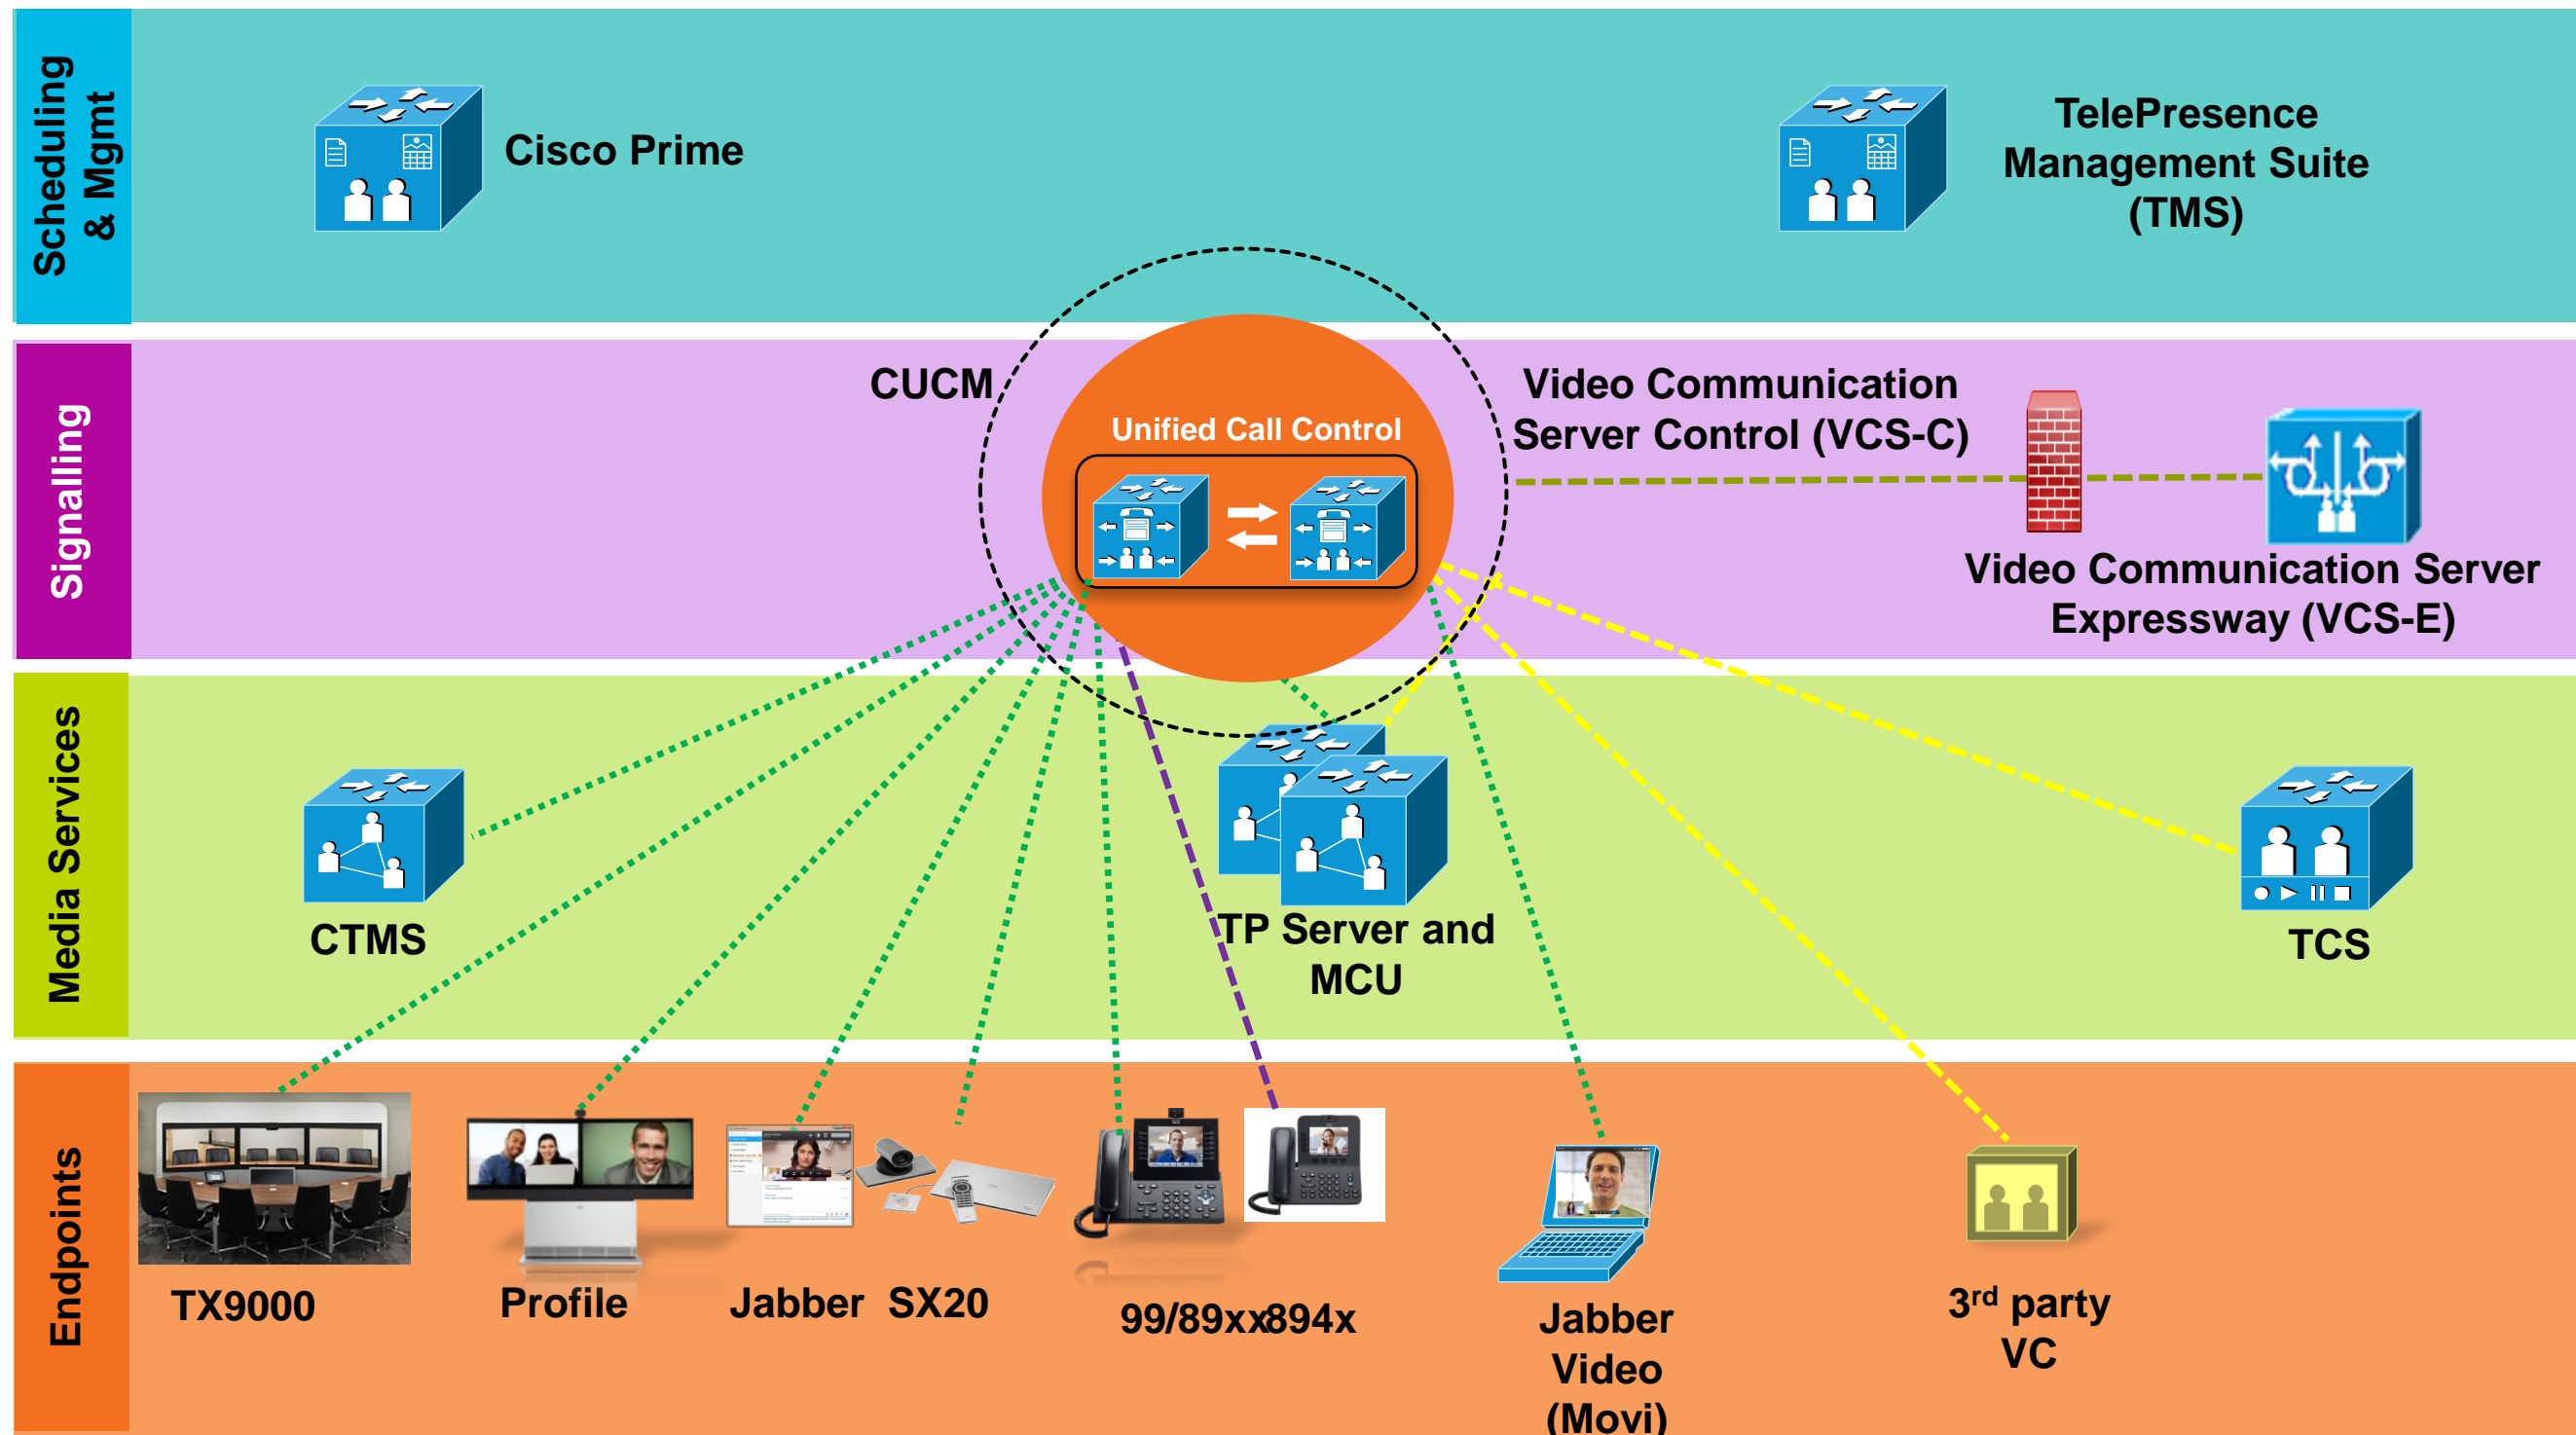 Scheduling
& Mgmt
Cisco Prime
TelePresence
Management Suite
(TMS)
Signalling
CUCM
Unified Call Control
Video Communication
Server Control (VCS-C)
Video Communication Server
Expressway (VCS-E)
Media Services
CTMS
TP Server and
MCU
TCS
Endpoints
TX9000
Profile
Jabber
SX20
99/89xx
894x
Jabber
Video
(Movi)
3rd party
VC